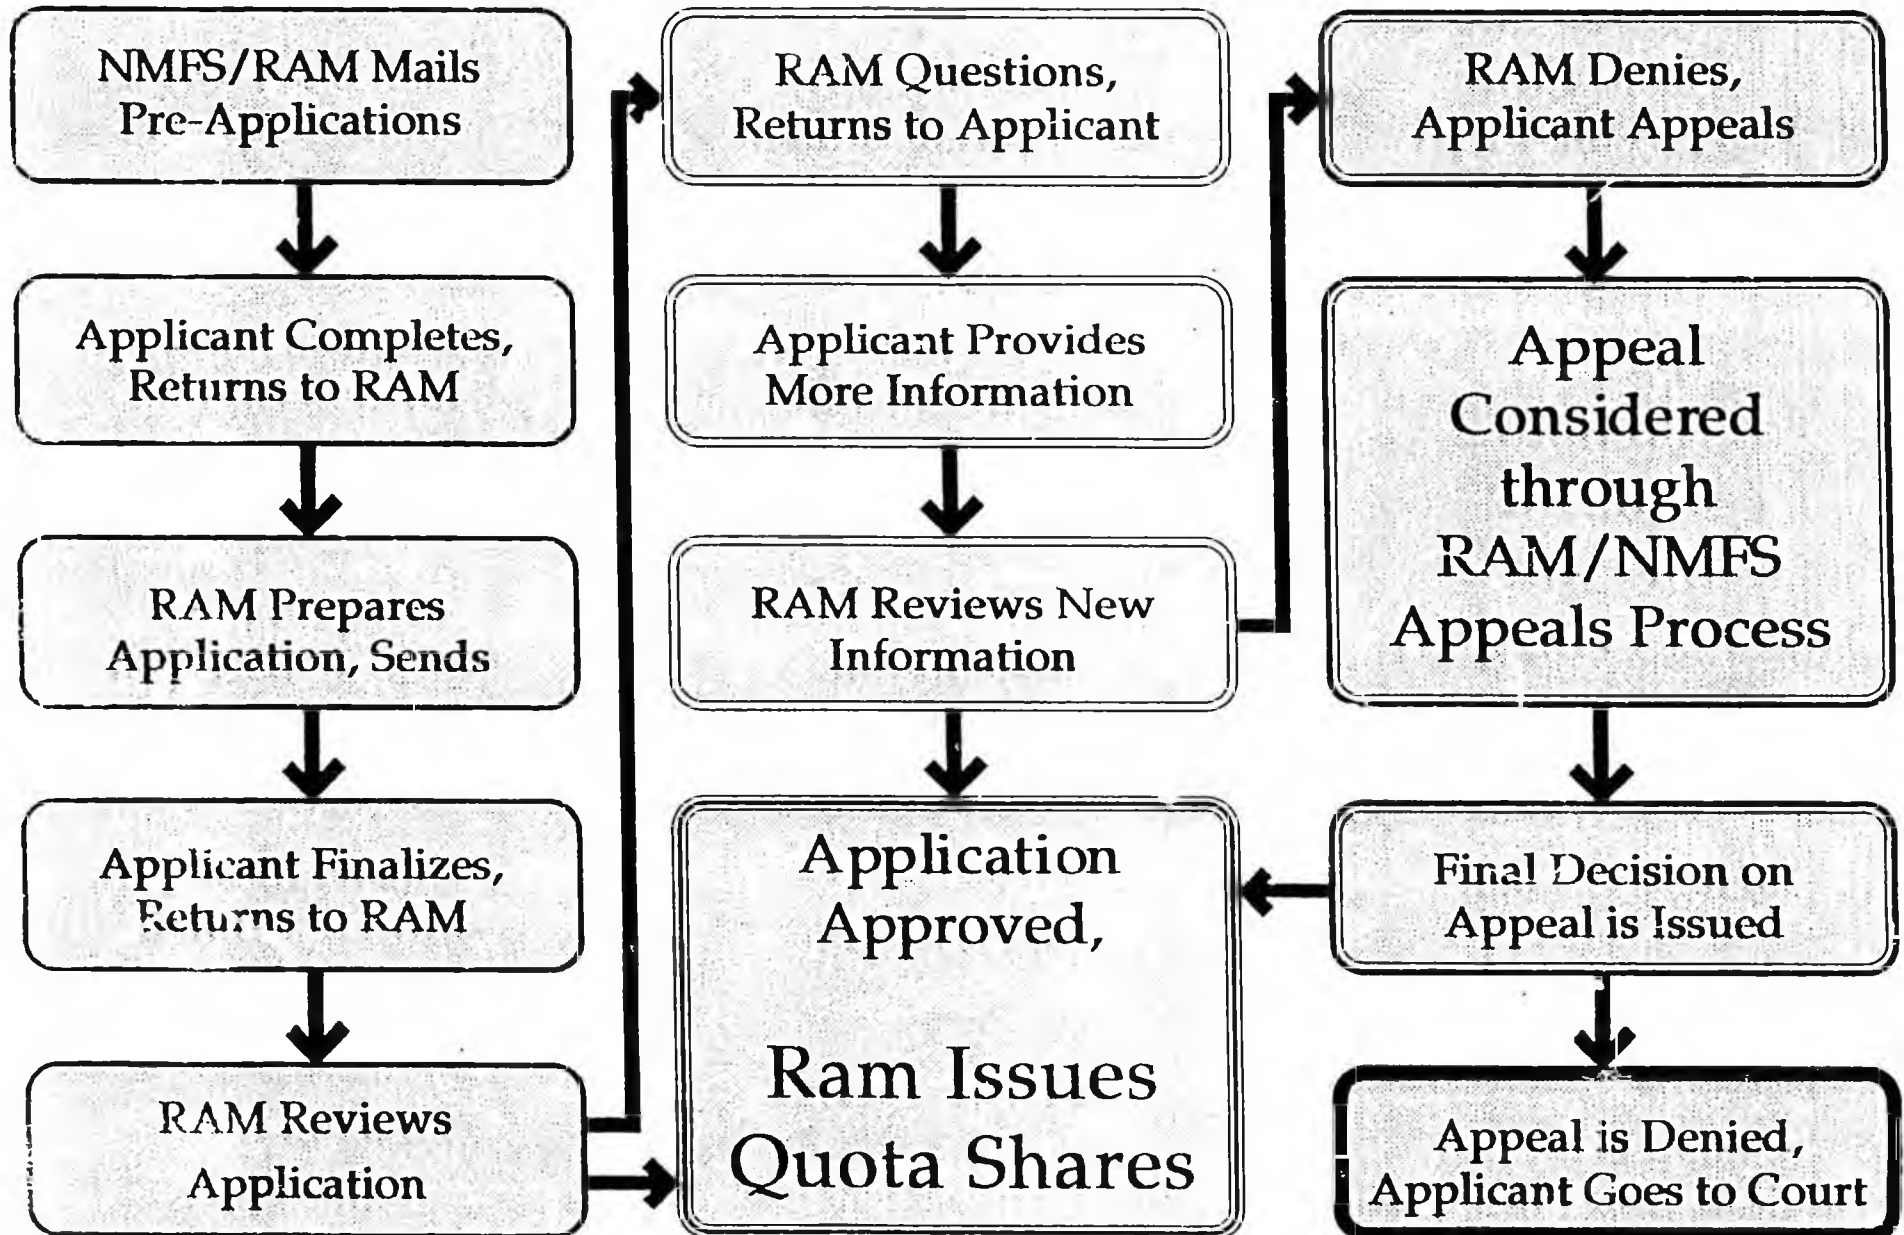 NMFS/RAM Mails
Pre-Applications
Applicant Completes,
Returns to RAM
RAM Prepares
Application, Sends
Applicant Finalizes,
Returns to RAM
RAM Reviews
Application
RAM Questions,
Returns to Applicant
Applicant Provides
More Information
RAM Reviews New
Information
Application
Approved,
Ram Issues
Quota Shares
RAM Denies,
Applicant Appeals
Appeal
Considered
through
RAM/NMFS
Appeals Process
Final Decision on
Appeal is Issued
Appeal is Denied,
Applicant Goes to Court